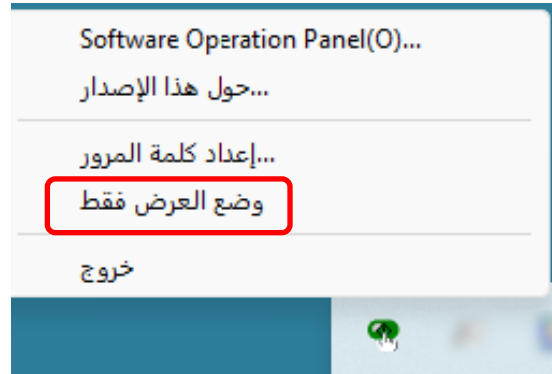 Software Operation Panel(O)...
حول هذا الإصدار...
إعداد كلمة المرور...
وضع العرض فقط
خروج